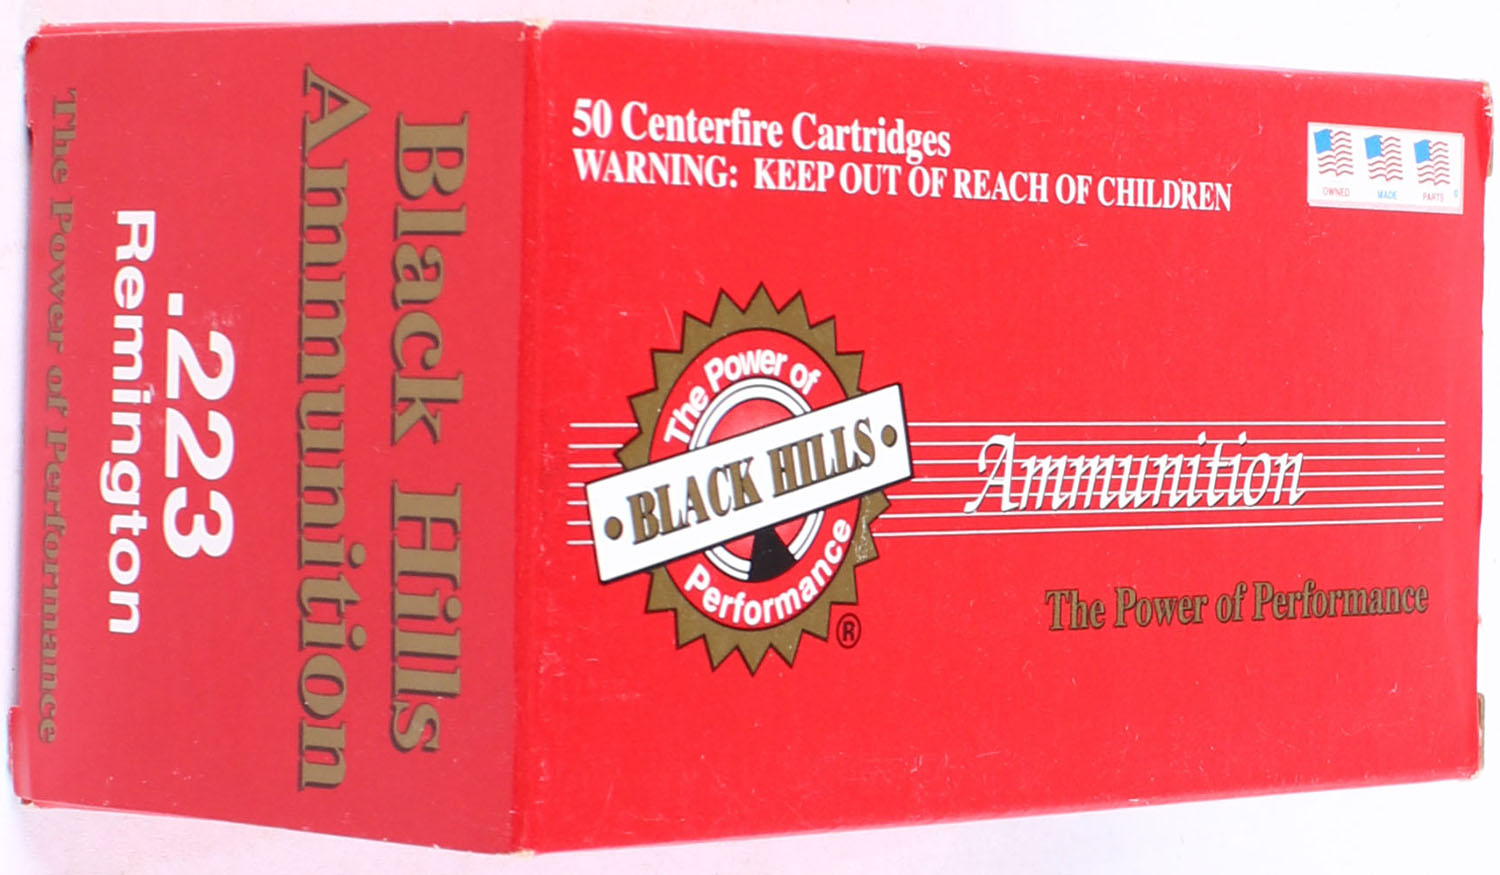 Black Hills
Ammunition
.223
Remington
The Power of Performance
50 Centerfire Cartridges
WARNING: KEEP OUT OF REACH OF CHILDREN
OWNED MADE PARTS
The Power of
• BLACK HILLS •
Performance
®
Ammunition
The Power of Performance